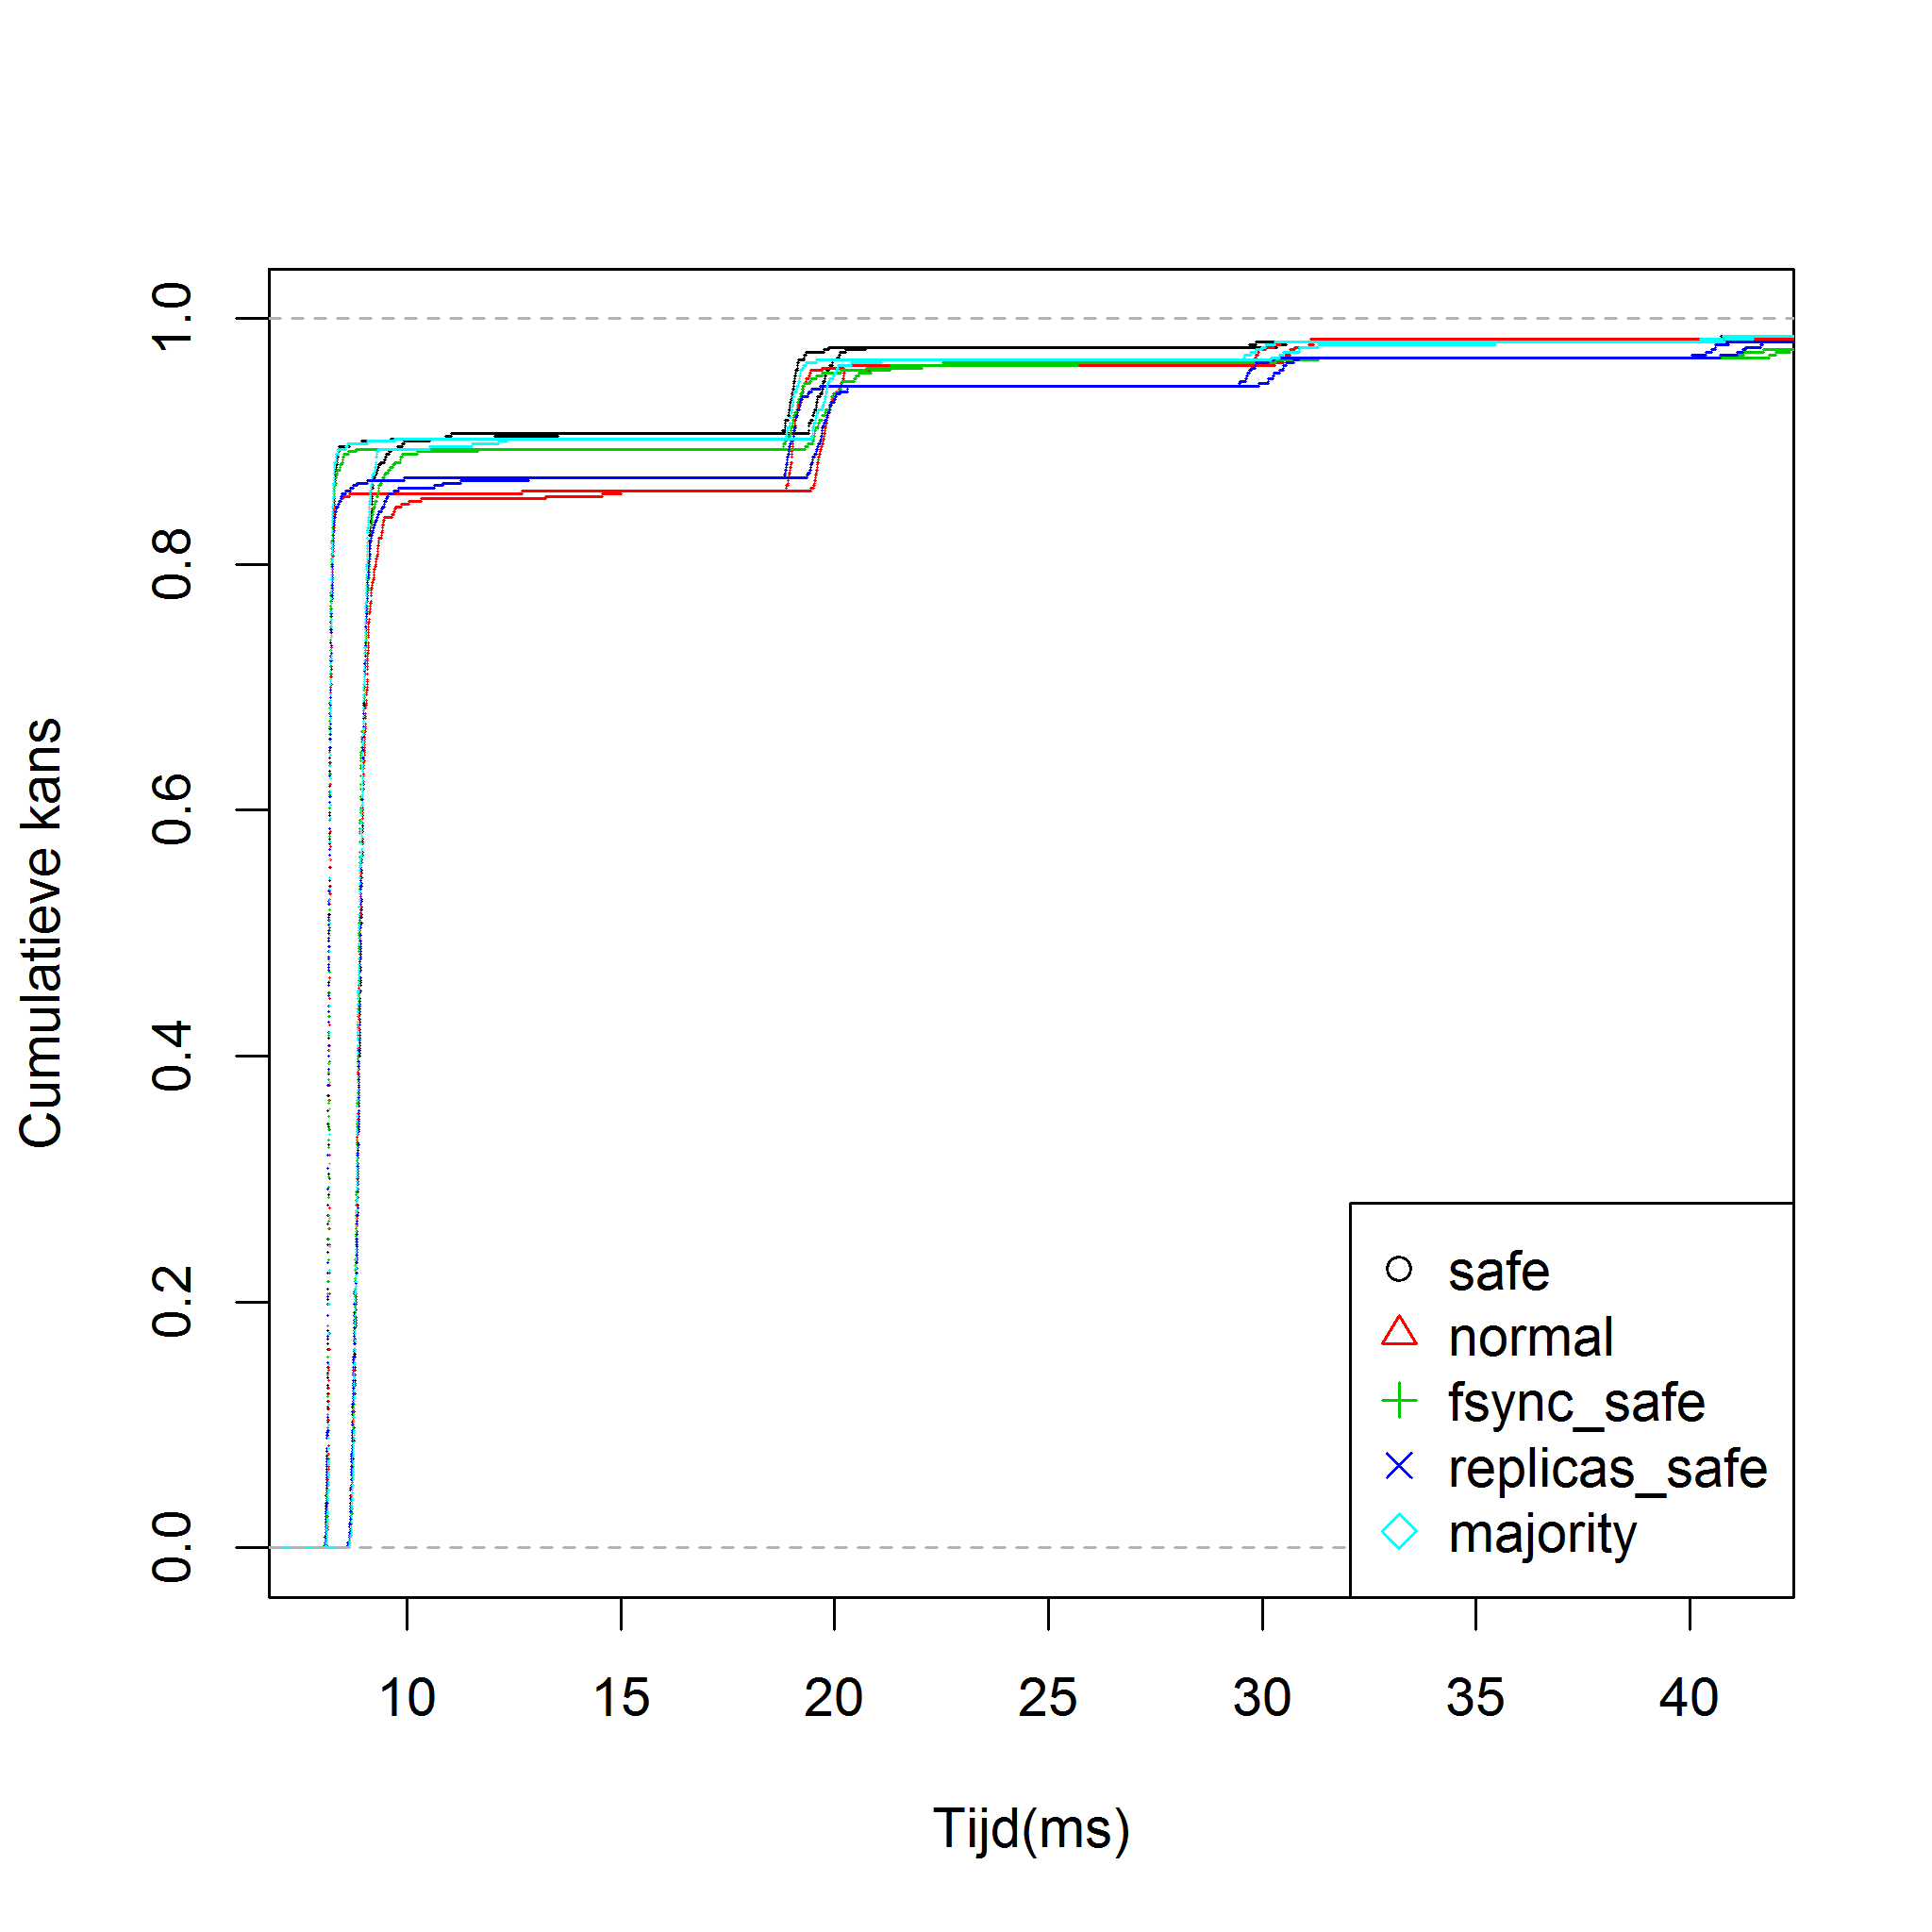 Cumulatieve kans
1.0
0.8
0.6
0.4
0.2
0.0
10 15 20 25 30 35 40
Tijd(ms)
safe
normal
fsync_safe
replicas_safe
majority